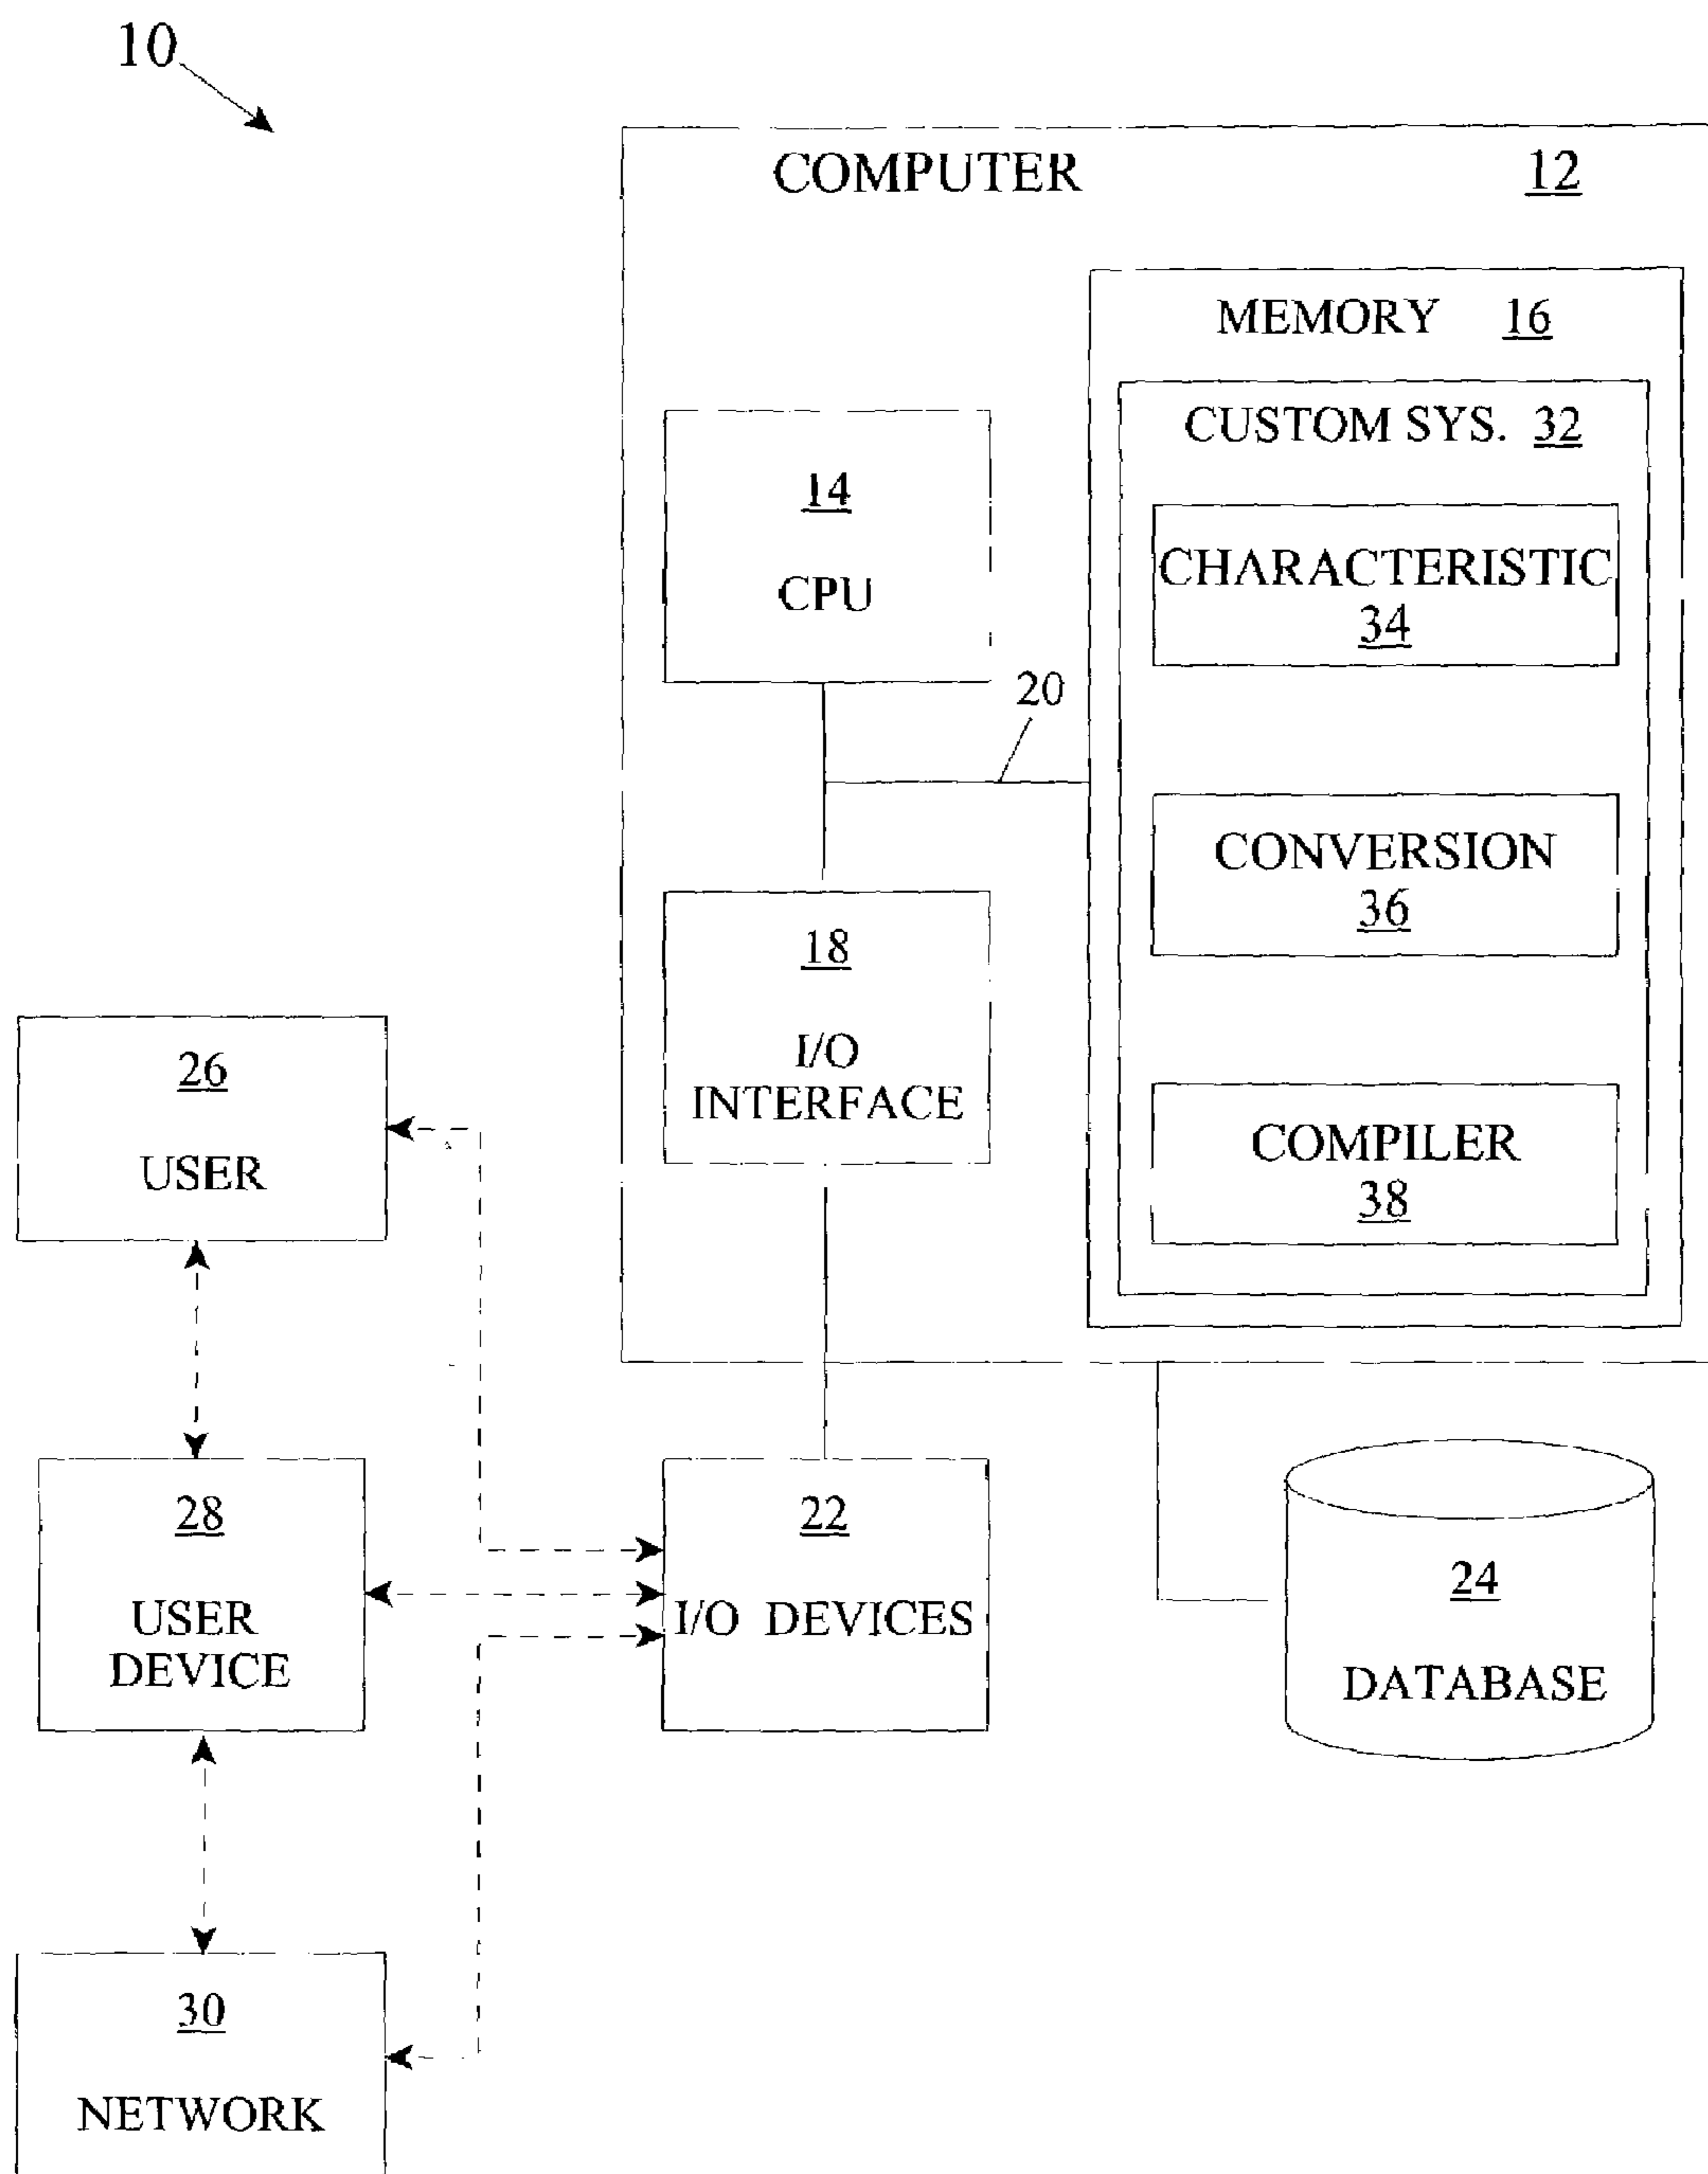 10
COMPUTER 12
MEMORY 16
CUSTOM SYS. 32
14
CPU
CHARACTERISTIC
34
20
CONVERSION
36
18
I/O
INTERFACE
COMPILER
38
26
USER
28
USER
DEVICE
22
I/O DEVICES
24
DATABASE
30
NETWORK